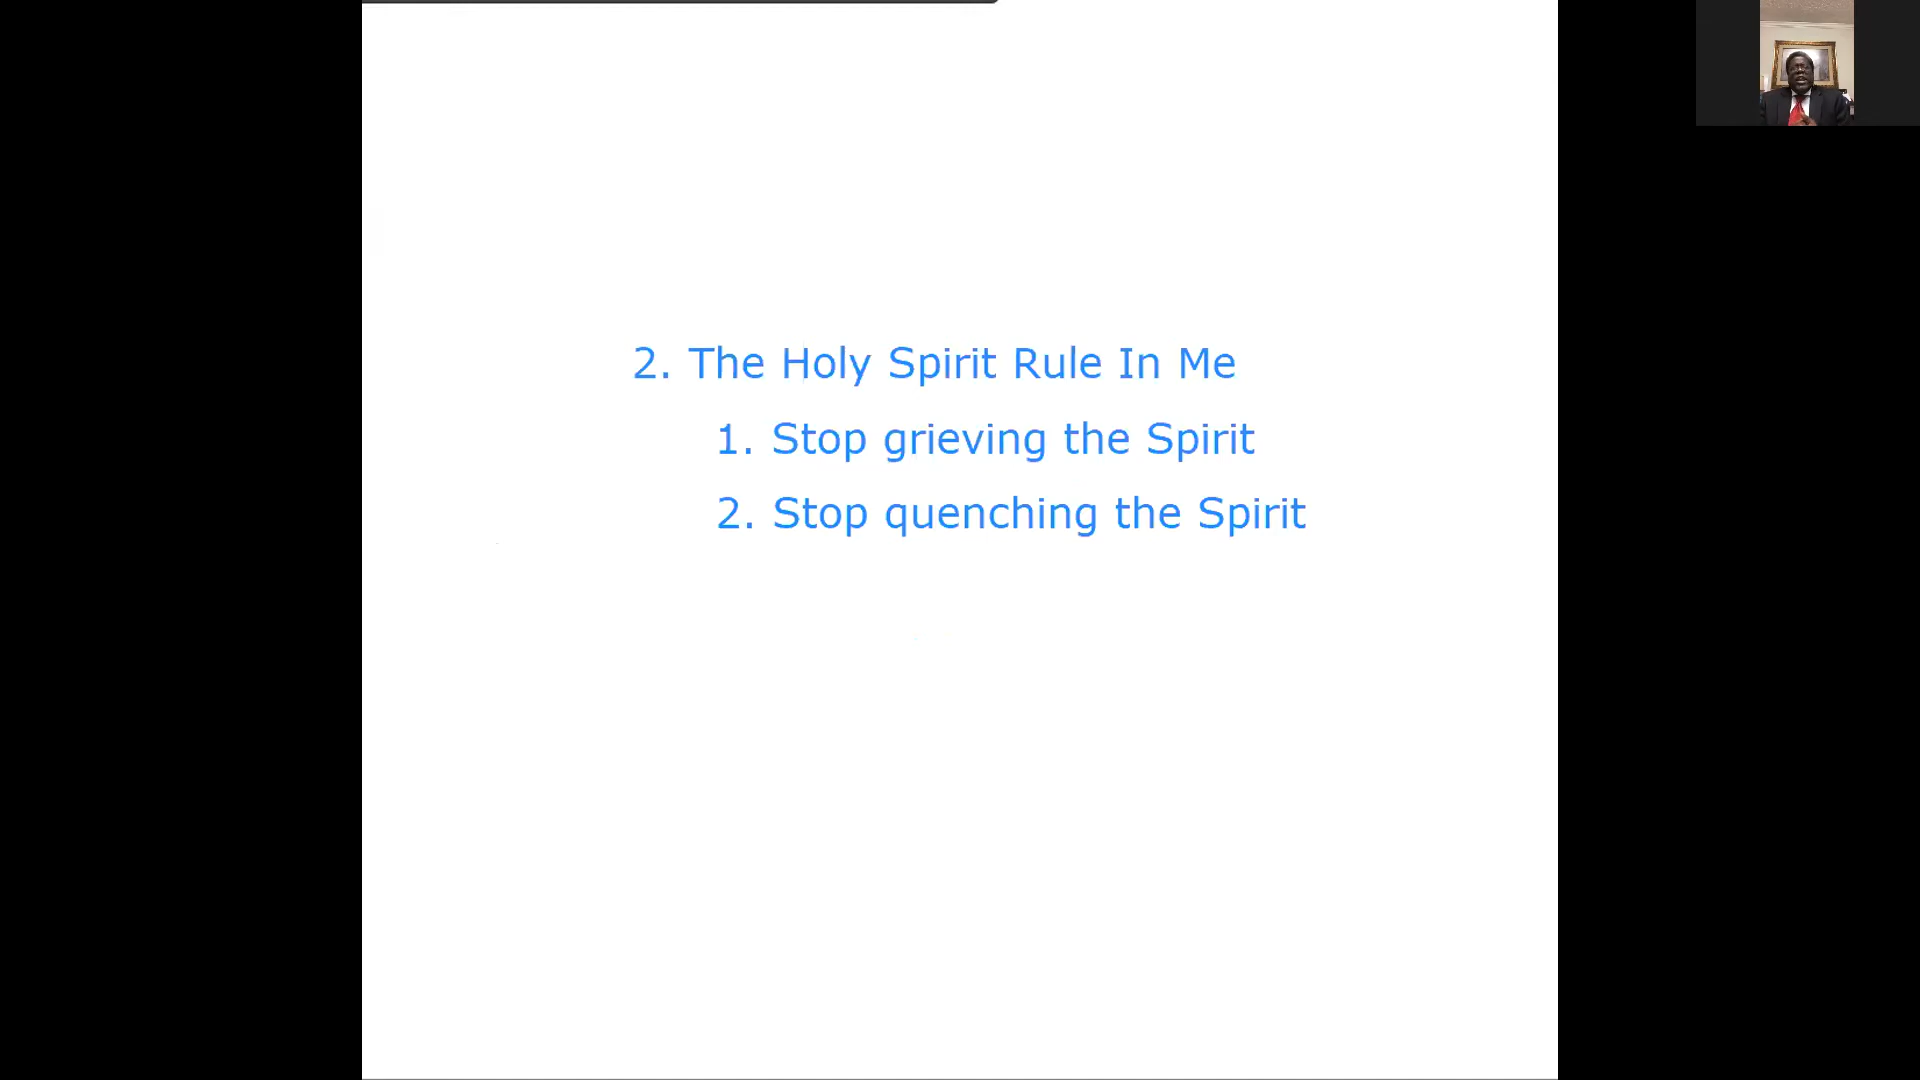 2. The Holy Spirit Rule In Me
1. Stop grieving the Spirit
2. Stop quenching the Spirit